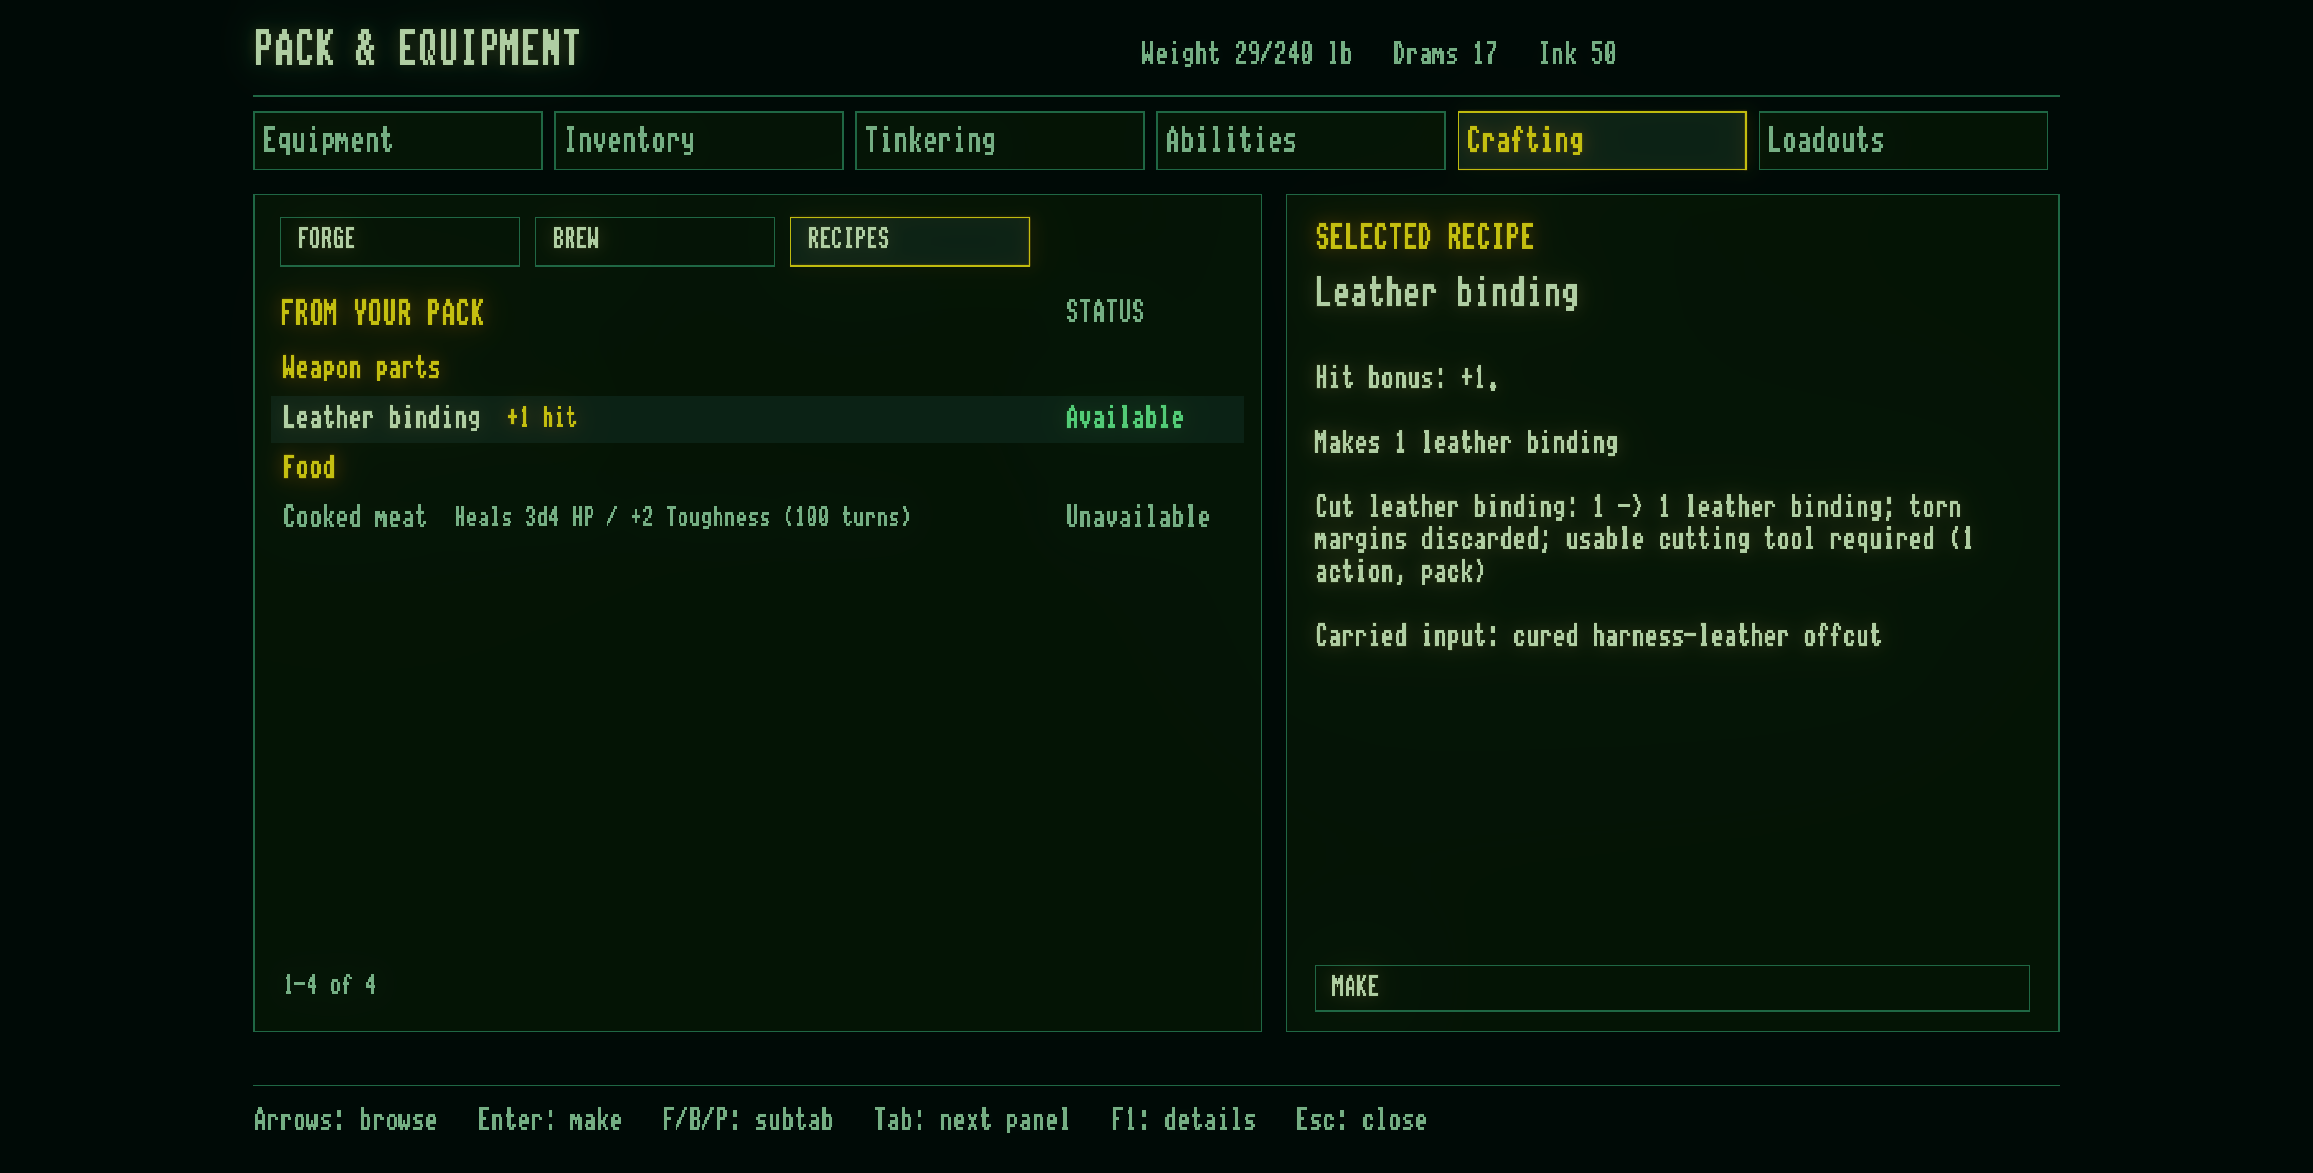 PACK & EQUIPMENT
Weight 29/240 lb   Drams 17   Ink 50
Equipment
Inventory
Tinkering
Abilities
Crafting
Loadouts
FORGE
BREW
RECIPES
FROM YOUR PACK
STATUS
Weapon parts
Leather binding   +1 hit   Available
Food
Cooked meat   Heals 3d4 HP / +2 Toughness (100 turns)   Unavailable
1-4 of 4
SELECTED RECIPE
Leather binding
Hit bonus: +1.
Makes 1 leather binding
Cut leather binding: 1 -> 1 leather binding; torn
margins discarded; usable cutting tool required (1
action, pack)
Carried input: cured harness-leather offcut
MAKE
Arrows: browse   Enter: make   F/B/P: subtab   Tab: next panel   F1: details   Esc: close